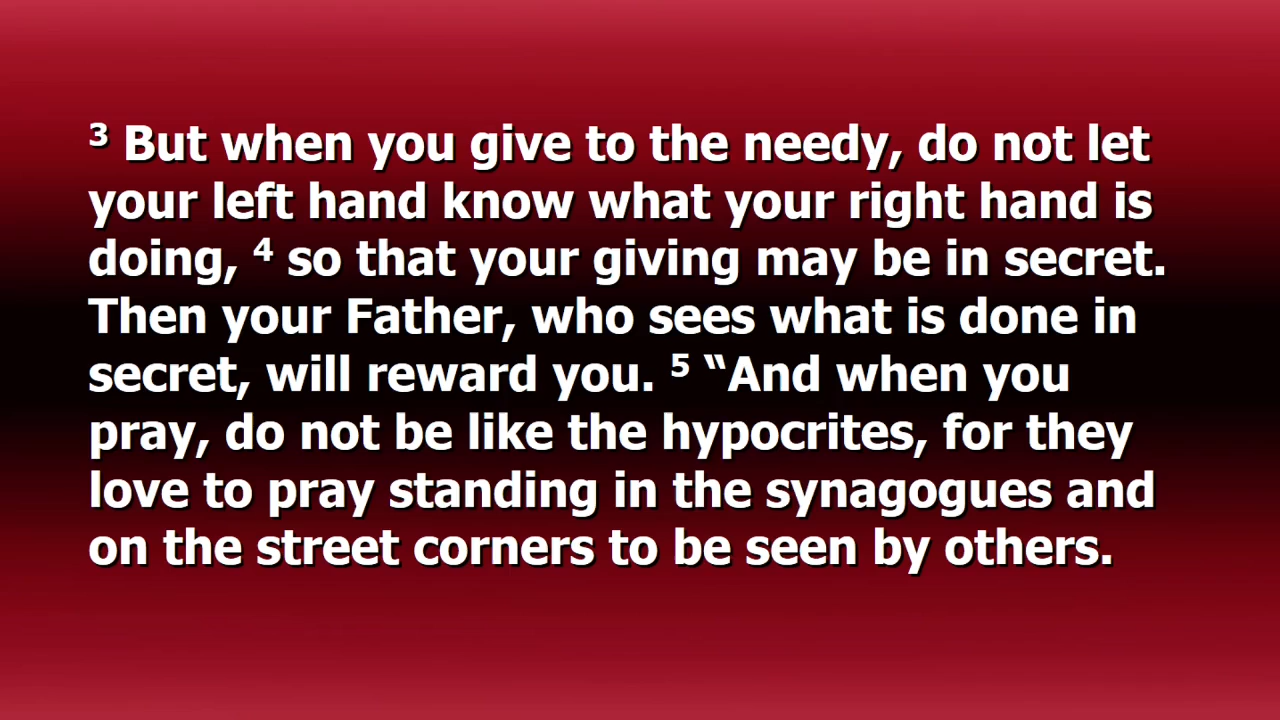 ³ But when you give to the needy, do not let
your left hand know what your right hand is
doing, ⁴ so that your giving may be in secret.
Then your Father, who sees what is done in
secret, will reward you. ⁵ “And when you
pray, do not be like the hypocrites, for they
love to pray standing in the synagogues and
on the street corners to be seen by others.